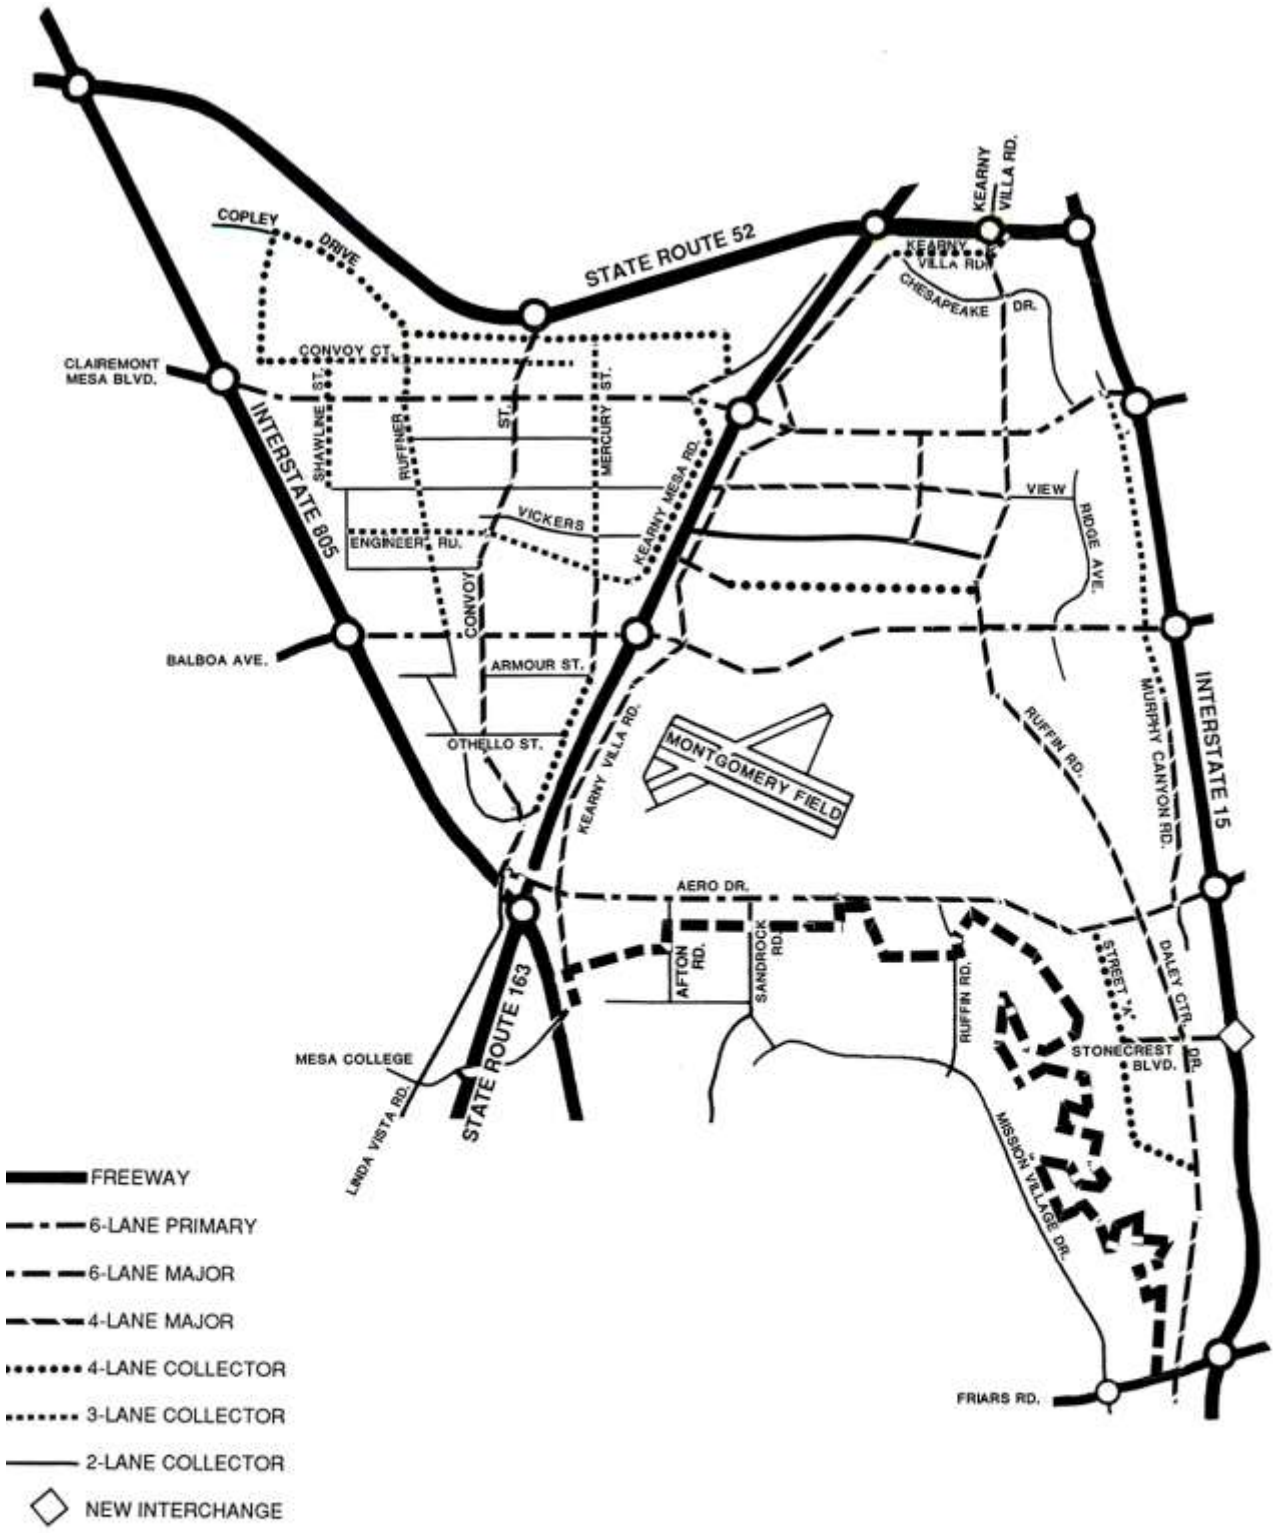 KEARNY
VILLA RD.
COPLEY
DRIVE
STATE ROUTE 52
KEARNY
VILLA RD.
CHESAPEAKE DR.
CLAIREMONT
MESA BLVD.
CONVOY CT.
SHAWLINE ST.
RUFFNER
ST.
MERCURY ST.
INTERSTATE 805
KEARNY MESA RD.
VICKERS
VIEW
RIDGE AVE.
ENGINEER RD.
CONVOY
BALBOA AVE.
ARMOUR ST.
OTHELLO ST.
KEARNY VILLA RD.
MONTGOMERY FIELD
RUFFIN RD.
MURPHY CANYON RD.
INTERSTATE 15
AERO DR.
AFTON
RD.
SANDROCK
RD.
RUFFIN RD.
STREET "A"
DALEY CTR.
DR.
STONECREST
BLVD.
MESA COLLEGE
LINDA VISTA RD.
STATE ROUTE 163
MISSION VILLAGE DR.
FRIARS RD.
FREEWAY
6-LANE PRIMARY
6-LANE MAJOR
4-LANE MAJOR
4-LANE COLLECTOR
3-LANE COLLECTOR
2-LANE COLLECTOR
NEW INTERCHANGE